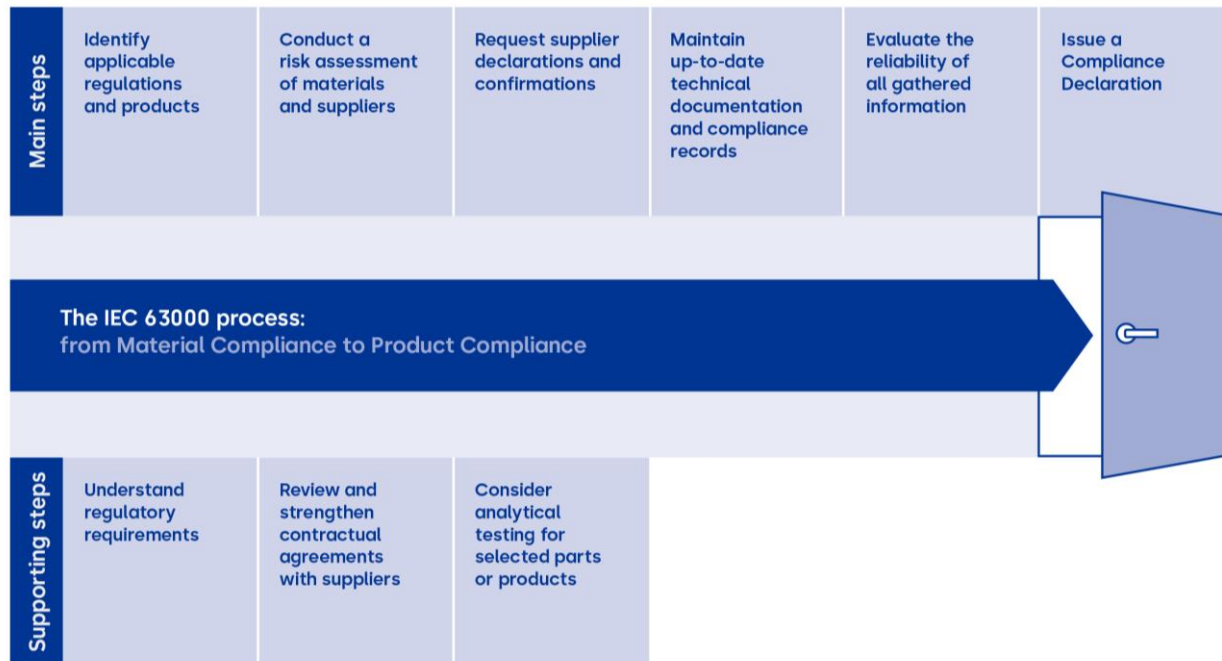 Main steps
Identify
applicable
regulations
and products
Conduct a
risk assessment
of materials
and suppliers
Request supplier
declarations and
confirmations
Maintain
up-to-date
technical
documentation
and compliance
records
Evaluate the
reliability of
all gathered
information
Issue a
Compliance
Declaration
The IEC 63000 process:
from Material Compliance to Product Compliance
Supporting steps
Understand
regulatory
requirements
Review and
strengthen
contractual
agreements
with suppliers
Consider
analytical
testing for
selected parts
or products